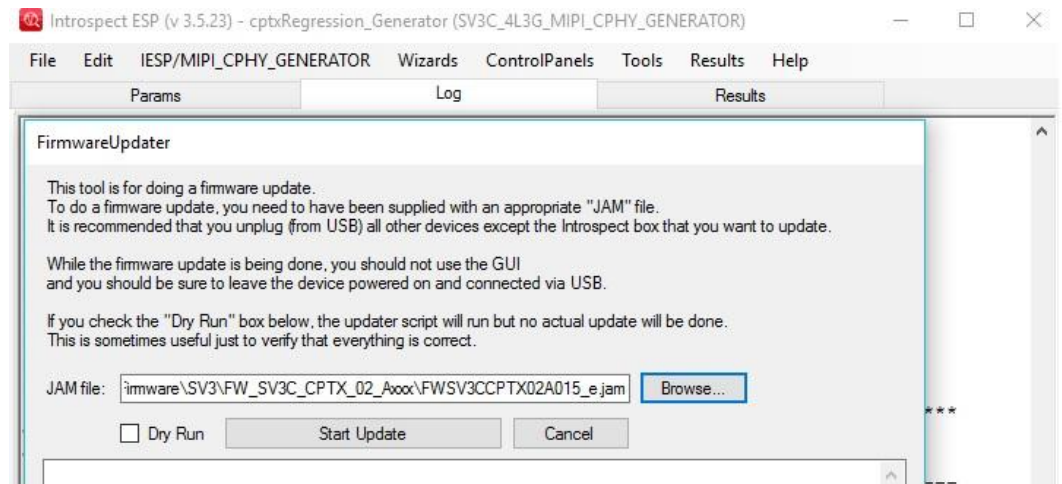 Introspect ESP (v 3.5.23) - cptxRegression_Generator (SV3C_4L3G_MIPI_CPHY_GENERATOR)
File Edit IESP/MIPI_CPHY_GENERATOR Wizards ControlPanels Tools Results Help
Params Log Results
FirmwareUpdater
This tool is for doing a firmware update.
To do a firmware update, you need to have been supplied with an appropriate "JAM" file.
It is recommended that you unplug (from USB) all other devices except the Introspect box that you want to update.
While the firmware update is being done, you should not use the GUI
and you should be sure to leave the device powered on and connected via USB.
If you check the "Dry Run" box below, the updater script will run but no actual update will be done.
This is sometimes useful just to verify that everything is correct.
JAM file: irmware\SV3\FW_SV3C_CPTX_02_Axxx\FWSV3CCPTX02A015_e.jam Browse...
***
Dry Run Start Update Cancel
---